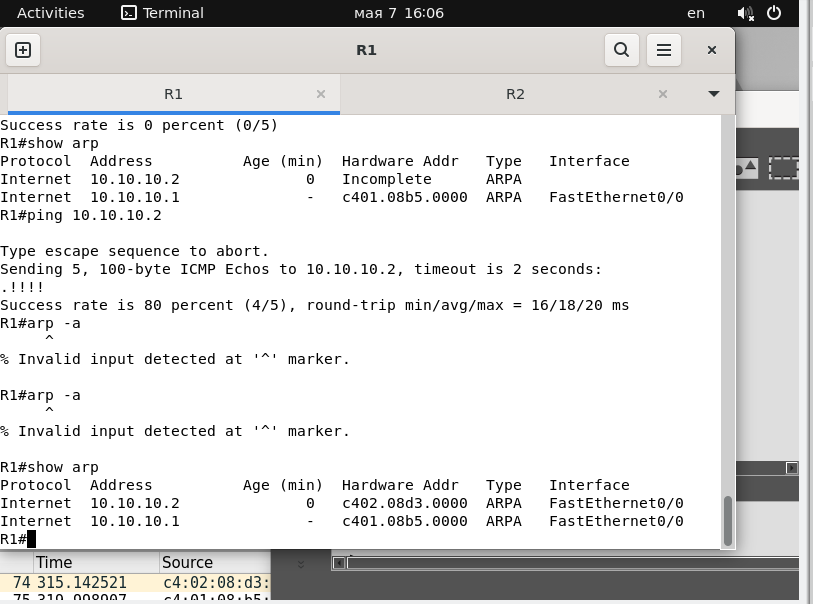 Activities Terminal мая 7 16:06 en
R1
R1 R2
Success rate is 0 percent (0/5)
R1#show arp
Protocol Address Age (min) Hardware Addr Type Interface
Internet 10.10.10.2 0 Incomplete ARPA
Internet 10.10.10.1 - c401.08b5.0000 ARPA FastEthernet0/0
R1#ping 10.10.10.2
Type escape sequence to abort.
Sending 5, 100-byte ICMP Echos to 10.10.10.2, timeout is 2 seconds:
.!!!!
Success rate is 80 percent (4/5), round-trip min/avg/max = 16/18/20 ms
R1#arp -a
^
% Invalid input detected at '^' marker.
R1#arp -a
^
% Invalid input detected at '^' marker.
R1#show arp
Protocol Address Age (min) Hardware Addr Type Interface
Internet 10.10.10.2 0 c402.08d3.0000 ARPA FastEthernet0/0
Internet 10.10.10.1 - c401.08b5.0000 ARPA FastEthernet0/0
R1#
Time Source
74 315.142521 c4:02:08:d3:
75 319.998907 c4:01:08:b5: